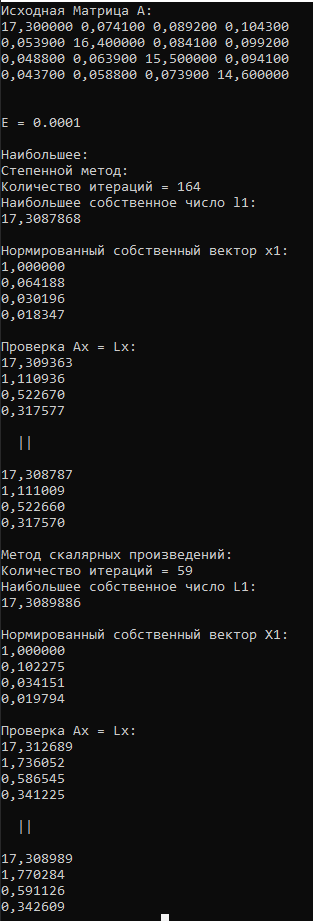 Исходная Матрица A:
17,300000 0,074100 0,089200 0,104300
0,053900 16,400000 0,084100 0,099200
0,048800 0,063900 15,500000 0,094100
0,043700 0,058800 0,073900 14,600000
E = 0.0001
Наибольшее:
Степенной метод:
Количество итераций = 164
Наибольшее собственное число l1:
17,3087868
Нормированный собственный вектор x1:
1,000000
0,064188
0,030196
0,018347
Проверка Ax = Lx:
17,309363
1,110936
0,522670
0,317577
||
17,308787
1,111009
0,522660
0,317570
Метод скалярных произведений:
Количество итераций = 59
Наибольшее собственное число L1:
17,3089886
Нормированный собственный вектор X1:
1,000000
0,102275
0,034151
0,019794
Проверка Ax = Lx:
17,312689
1,736052
0,586545
0,341225
||
17,308989
1,770284
0,591126
0,342609